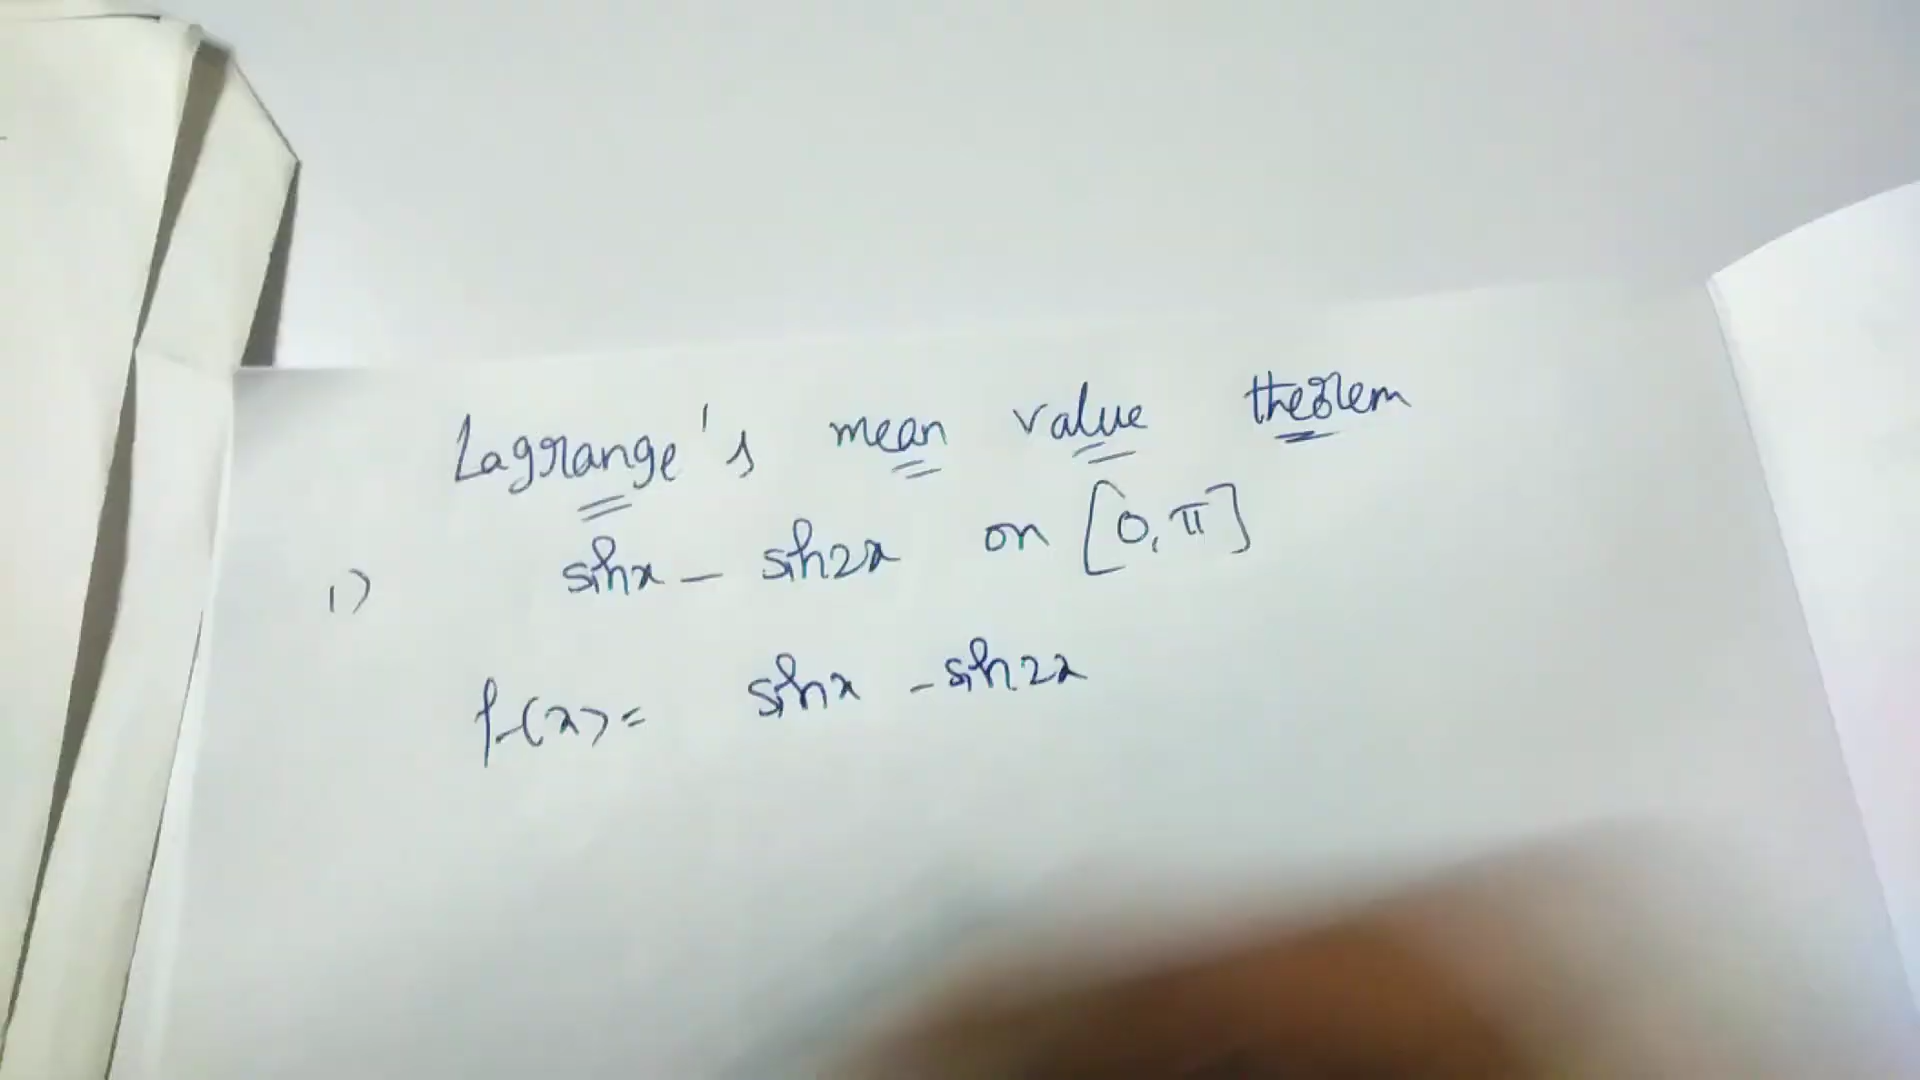 Lagrange's mean value theorem
1) sinx - sin2x on [0, π]
f(x) = sinx - sin2x